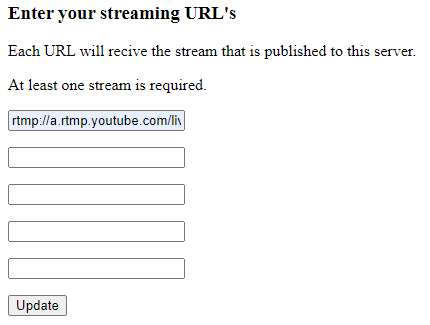 Enter your streaming URL's
Each URL will recive the stream that is published to this server.
At least one stream is required.
rtmp://a.rtmp.youtube.com/liv
Update